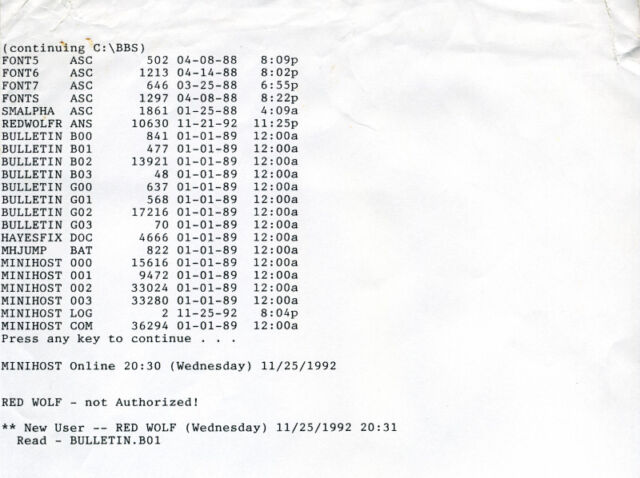 (continuing C:\BBS)
FONT5    ASC       502 04-08-88   8:09p
FONT6    ASC      1213 04-14-88   8:02p
FONT7    ASC       646 03-25-88   6:55p
FONTS    ASC      1297 04-08-88   8:22p
SMALPHA  ASC      1861 01-25-88   4:09a
REDWOLFR ANS     10630 11-21-92  11:25p
BULLETIN B00       841 01-01-89  12:00a
BULLETIN B01       477 01-01-89  12:00a
BULLETIN B02     13921 01-01-89  12:00a
BULLETIN B03        48 01-01-89  12:00a
BULLETIN G00       637 01-01-89  12:00a
BULLETIN G01       568 01-01-89  12:00a
BULLETIN G02     17216 01-01-89  12:00a
BULLETIN G03        70 01-01-89  12:00a
HAYESFIX DOC      4666 01-01-89  12:00a
MHJUMP   BAT       822 01-01-89  12:00a
MINIHOST 000     15616 01-01-89  12:00a
MINIHOST 001      9472 01-01-89  12:00a
MINIHOST 002     33024 01-01-89  12:00a
MINIHOST 003     33280 01-01-89  12:00a
MINIHOST LOG         2 11-25-92   8:04p
MINIHOST COM     36294 01-01-89  12:00a
Press any key to continue . . .
MINIHOST Online 20:30 (Wednesday) 11/25/1992
RED WOLF - not Authorized!
** New User -- RED WOLF (Wednesday) 11/25/1992 20:31
Read - BULLETIN.B01